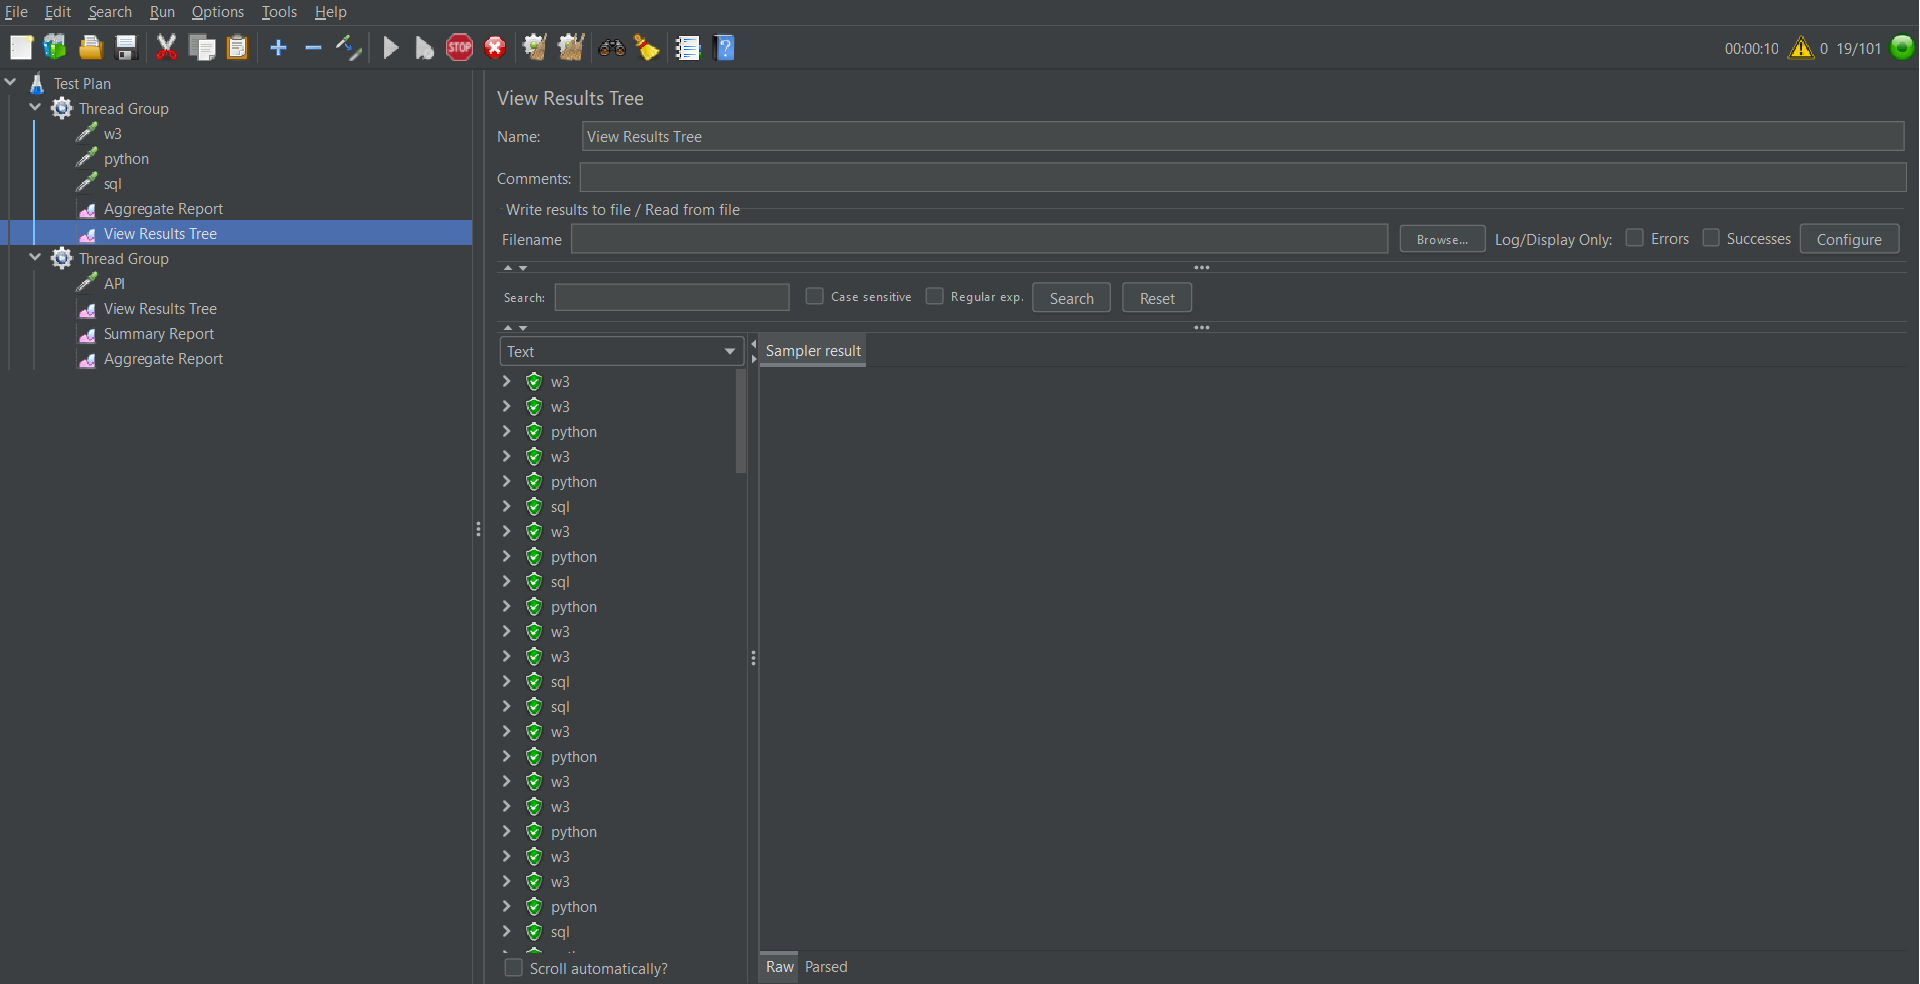 File Edit Search Run Options Tools Help
STOP
?
00:00:10 0 19/101
Test Plan
Thread Group
w3
python
sql
Aggregate Report
View Results Tree
Thread Group
API
View Results Tree
Summary Report
Aggregate Report
View Results Tree
Name: View Results Tree
Comments:
Write results to file / Read from file
Filename Browse... Log/Display Only: Errors Successes Configure
Search: Case sensitive Regular exp. Search Reset
Text
w3
w3
python
w3
python
sql
w3
python
sql
python
w3
w3
sql
sql
w3
python
w3
w3
python
w3
w3
python
sql
Scroll automatically?
Sampler result
Raw Parsed